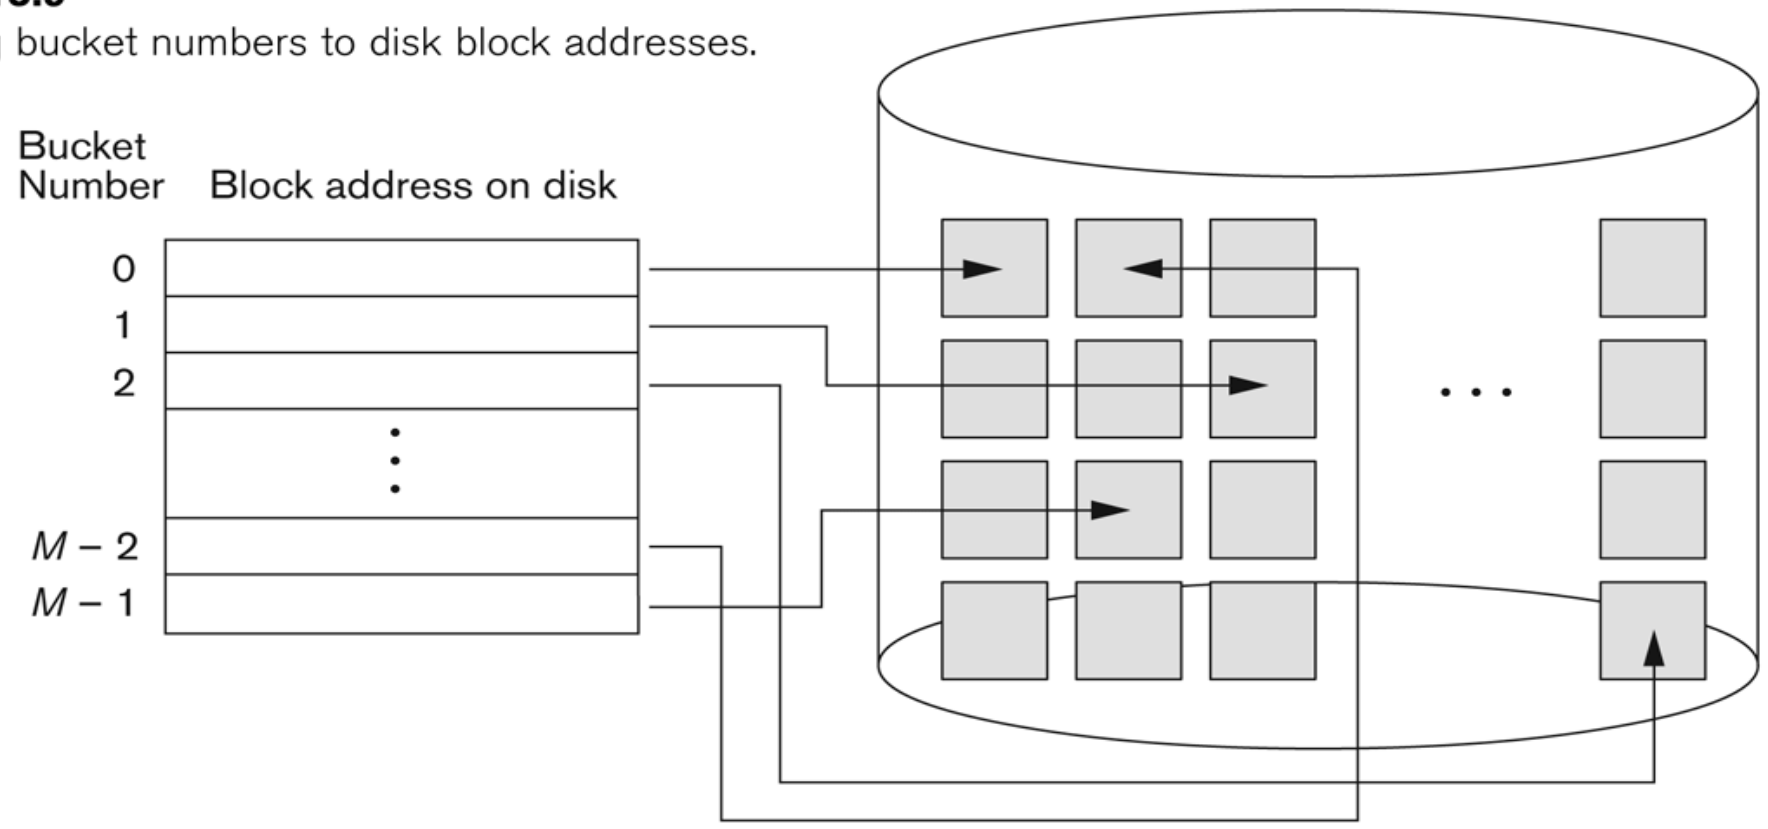 bucket numbers to disk block addresses.
Bucket
Number Block address on disk
0
1
2
M – 2
M – 1